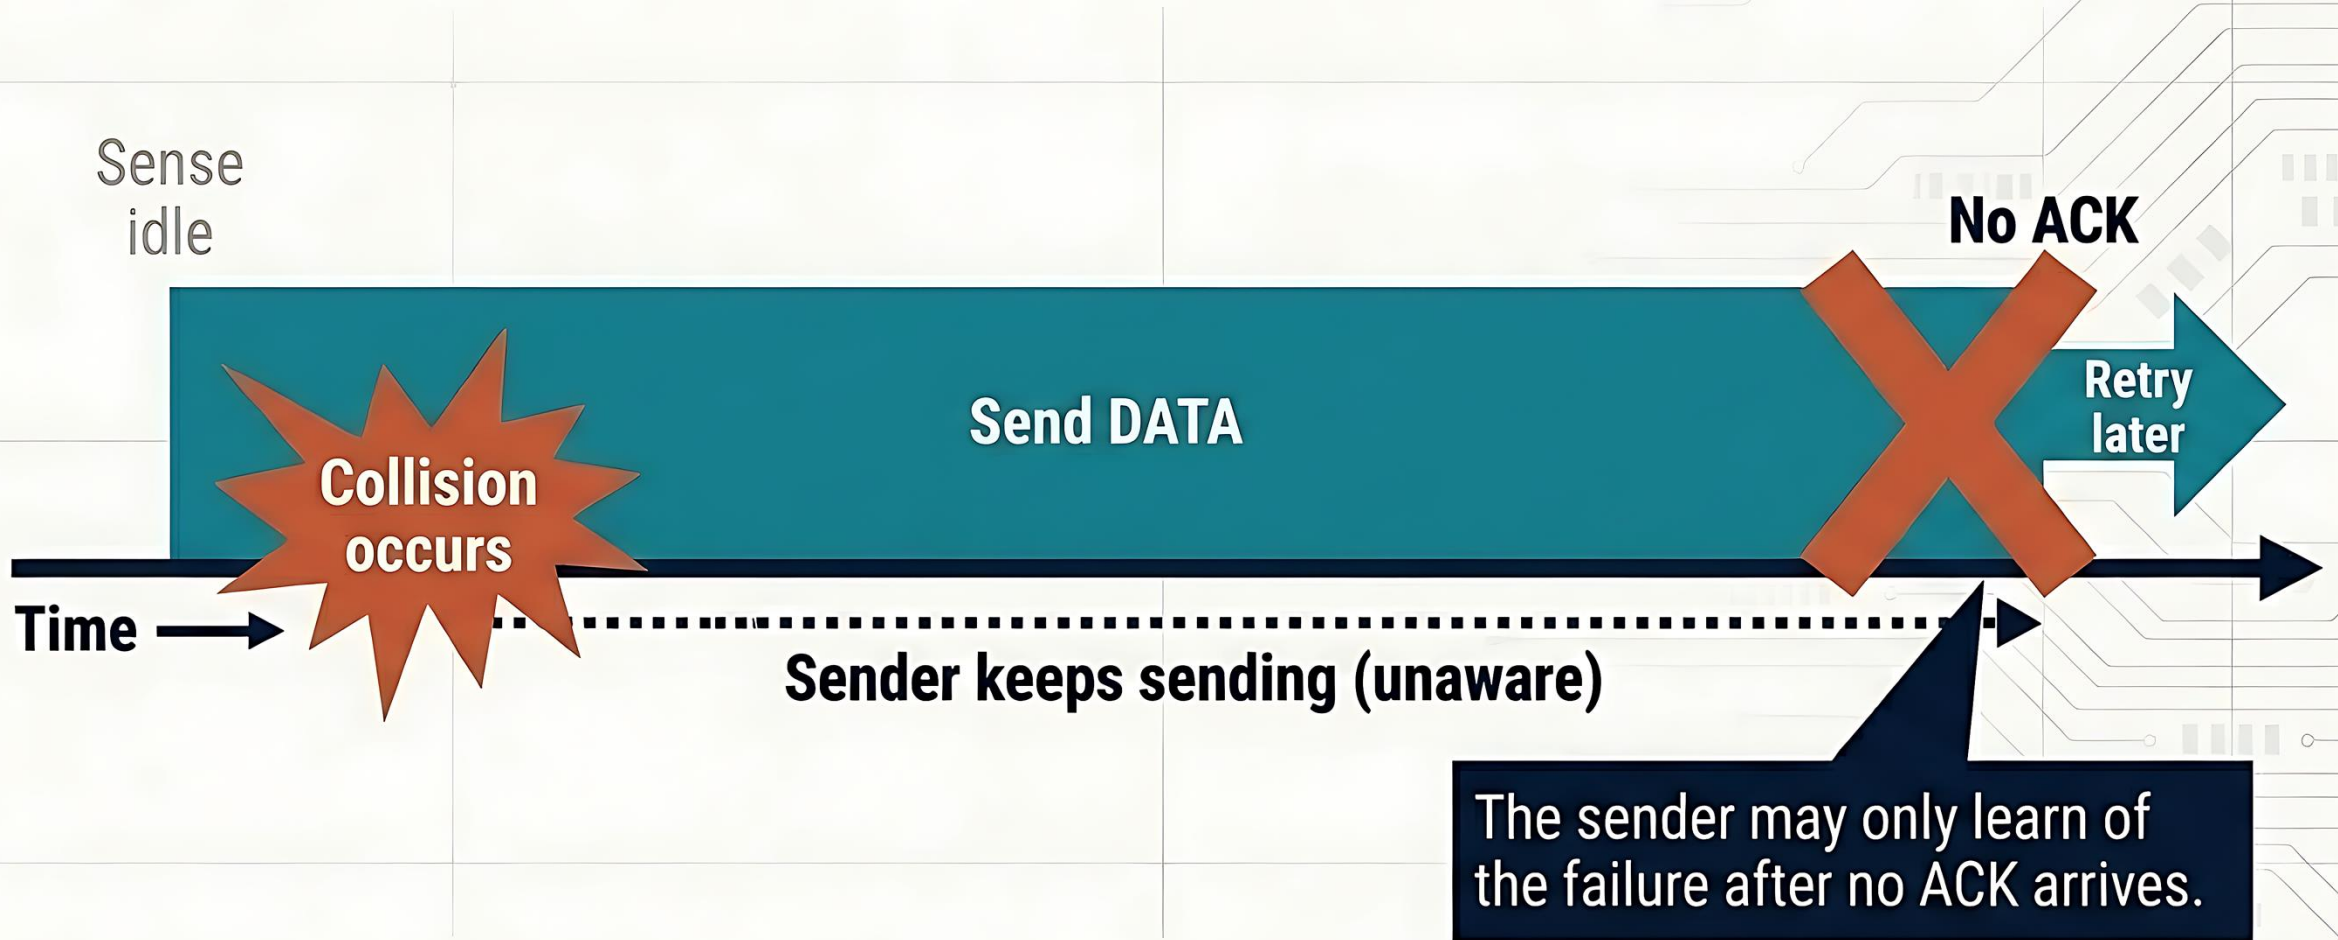 Sense
idle
No ACK
Retry
later
Send DATA
Collision
occurs
Time
Sender keeps sending (unaware)
The sender may only learn of
the failure after no ACK arrives.